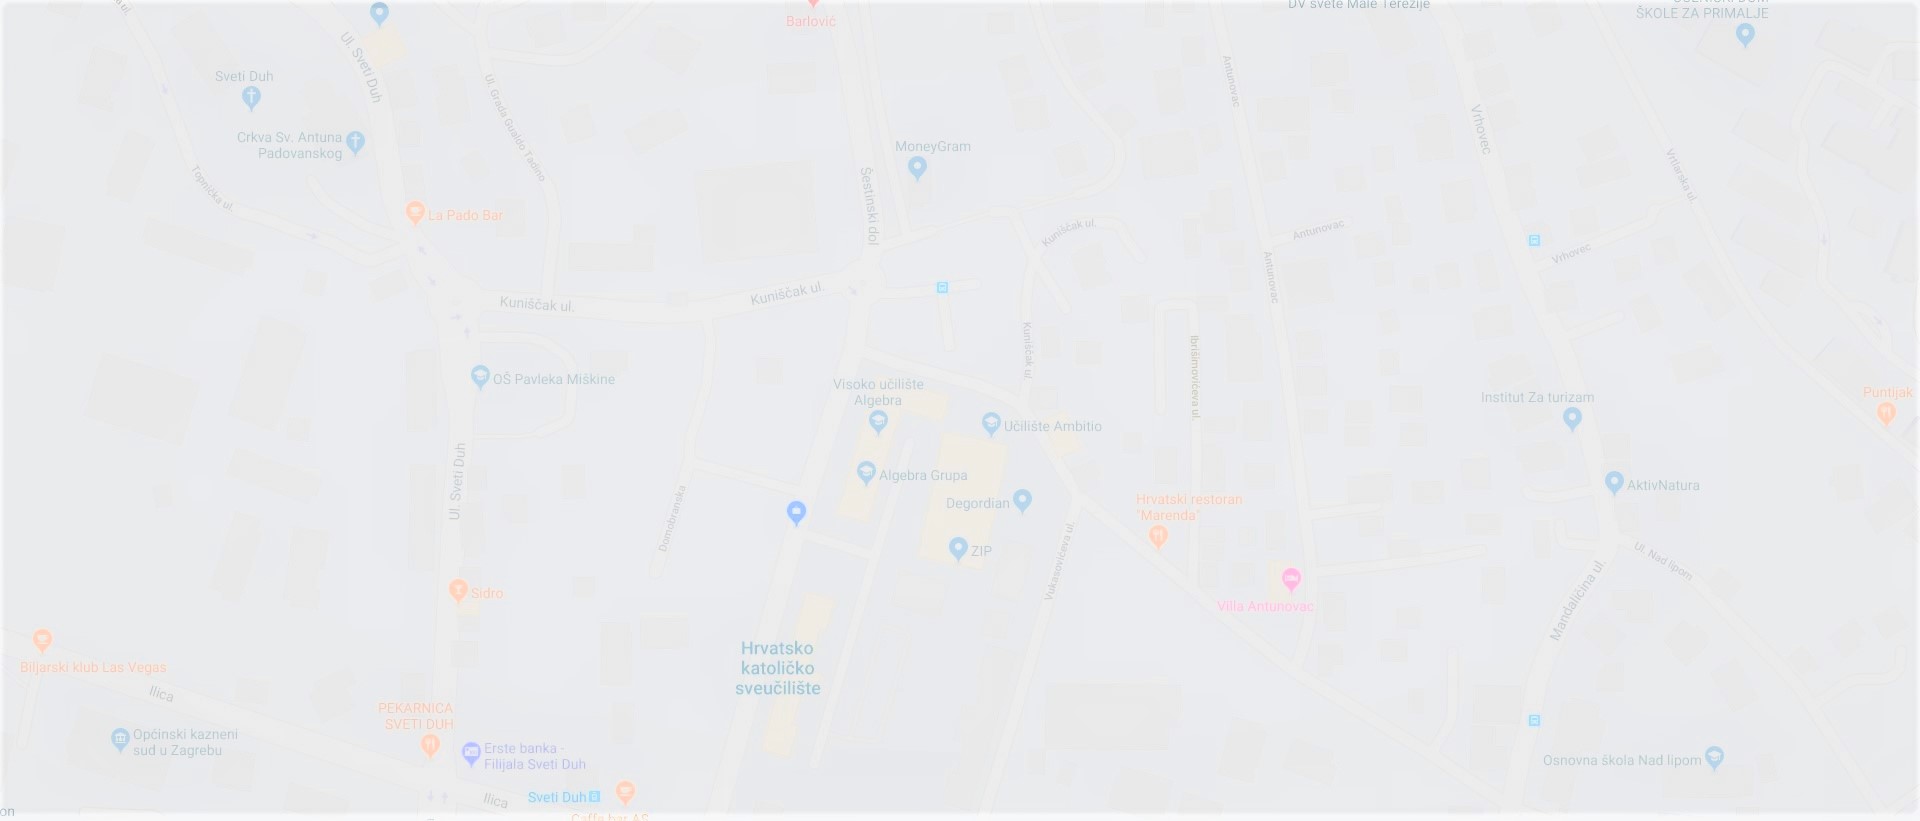 DV svete Male Terezije
ŠKOLE ZA PRIMALJE
Barlović
Ul. Sveti Duh
Sveti Duh
Ul. Grada Gualdo Tadino
Antunovac
Vrhovec
Crkva Sv. Antuna
Padovanskog
MoneyGram
Vrtlarska ul.
Topnička ul.
Šestinski dol
La Pado Bar
Kuniščak ul.
Antunovac
Vrhovec
Antunovac
Kuniščak ul.
Kuniščak ul.
Kuniščak ul.
Ibrišimovićeva ul.
OŠ Pavleka Miškine
Visoko učilište
Algebra
Institut Za turizam
Puntijak
Učilište Ambitio
Ul. Sveti Duh
Algebra Grupa
AktivNatura
Domobranska
Degordian
Hrvatski restoran
"Marenda"
ZIP
Vukasovićeva ul.
Ul. Nad lipom
Sidro
Villa Antunovac
Mandaličina ul.
Hrvatsko
katoličko
sveučilište
Biljarski klub Las Vegas
Ilica
PEKARNICA
SVETI DUH
Općinski kazneni
sud u Zagrebu
Erste banka -
Filijala Sveti Duh
Osnovna škola Nad lipom
Ilica
Sveti Duh
Caffe bar AS